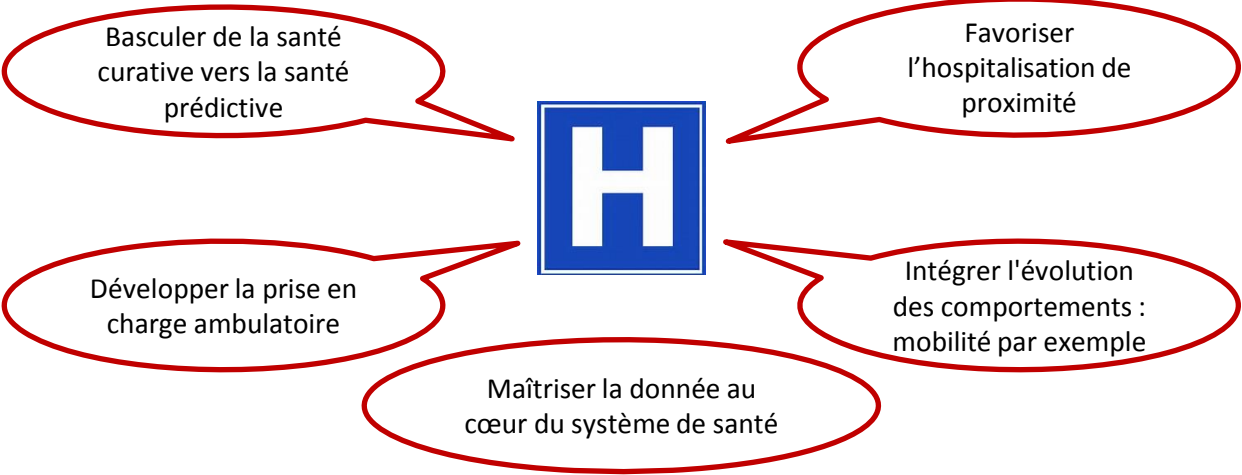 Basculer de la santé
curative vers la santé
prédictive
Favoriser
l’hospitalisation de
proximité
H
Développer la prise en
charge ambulatoire
Intégrer l'évolution
des comportements :
mobilité par exemple
Maîtriser la donnée au
cœur du système de santé